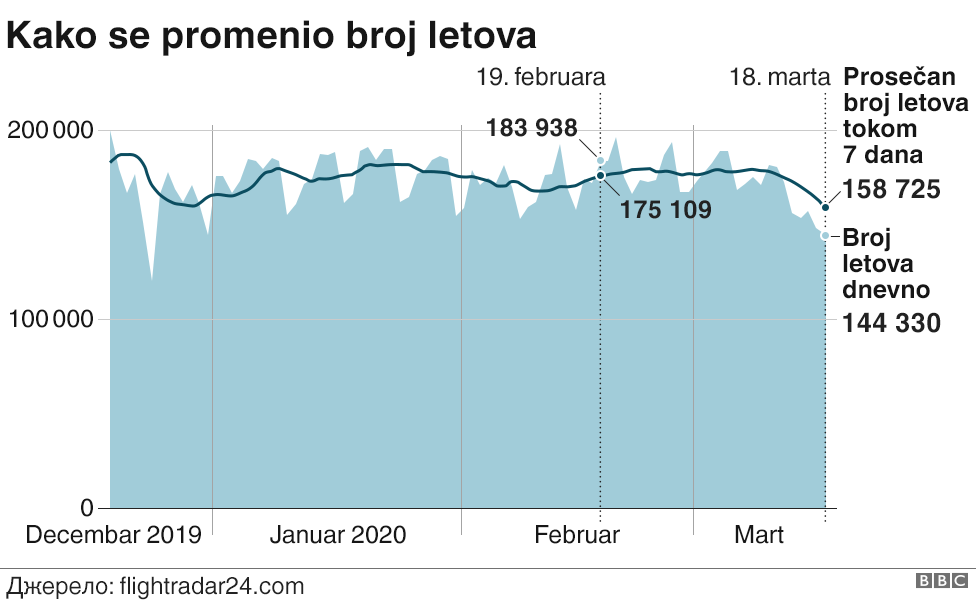 Kako se promenio broj letova
19. februara
18. marta
Prosečan
broj letova
tokom
7 dana
158 725
200 000
183 938
175 109
Broj
letova
dnevno
144 330
100 000
0
Decembar 2019
Januar 2020
Februar
Mart
Джерело: flightradar24.com
BBC